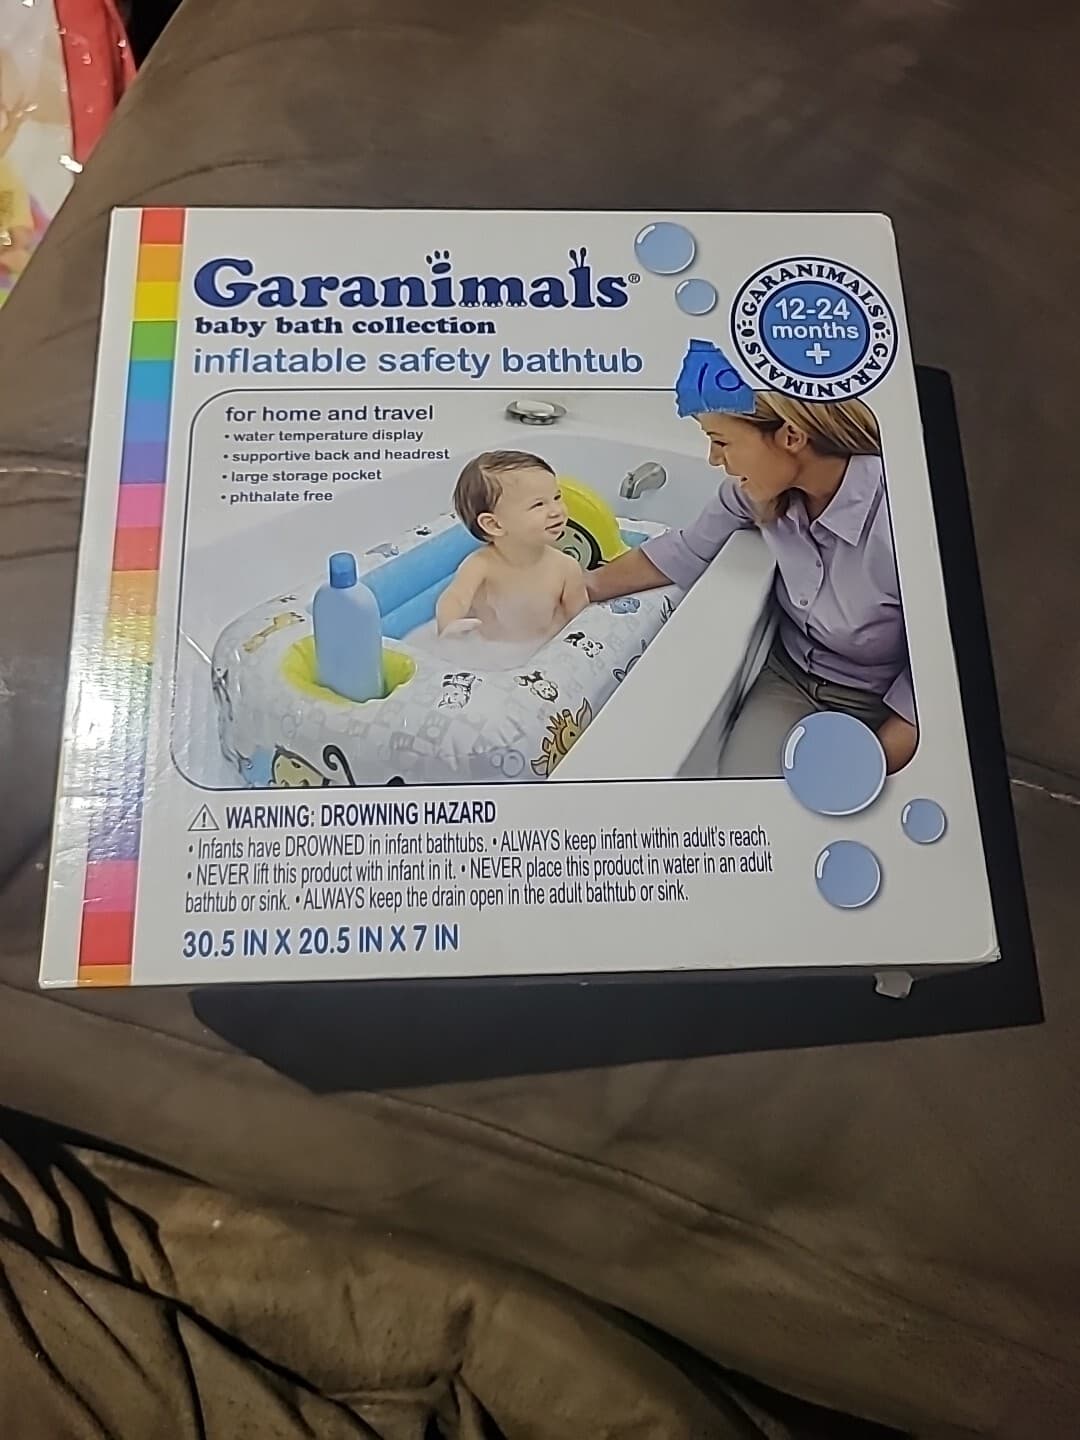 Garanimals®
baby bath collection
inflatable safety bathtub
GARANIMALS
GARANIMALS
GARANIMALS
12-24
months
+
10
for home and travel
• water temperature display
• supportive back and headrest
• large storage pocket
• phthalate free
⚠ WARNING: DROWNING HAZARD
• Infants have DROWNED in infant bathtubs. • ALWAYS keep infant within adult's reach.
• NEVER lift this product with infant in it. • NEVER place this product in water in an adult
bathtub or sink. • ALWAYS keep the drain open in the adult bathtub or sink.
30.5 IN X 20.5 IN X 7 IN